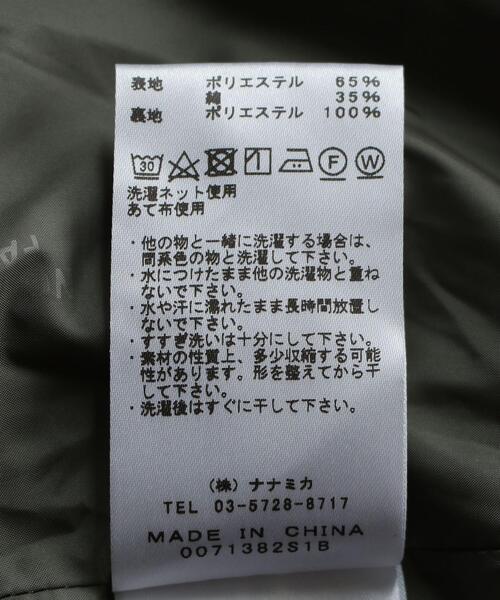 表地 ポリエステル 65%
綿 35%
裏地 ポリエステル 100%
30 F W
洗濯ネット使用
あて布使用
・他の物と一緒に洗濯する場合は、
同系色の物と洗濯して下さい。
・水につけたまま他の洗濯物と重ね
ないで下さい。
・水や汗に濡れたまま長時間放置し
ないで下さい。
・すすぎ洗いは十分にして下さい。
・素材の性質上、多少収縮する可能
性があります。形を整えてから干
して下さい。
・洗濯後はすぐに干して下さい。
(株) ナナミカ
TEL 03-5728-8717
MADE IN CHINA
0071382S1B